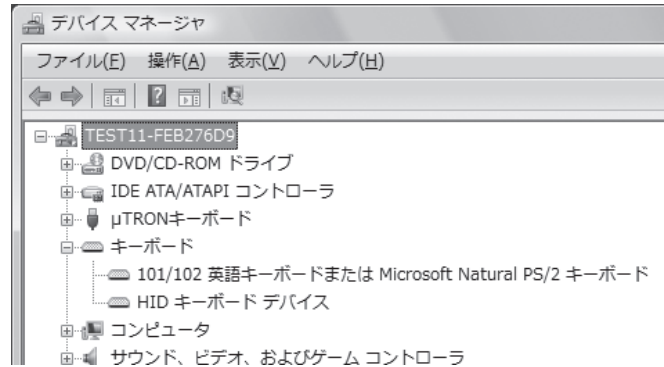 デバイス マネージャ
ファイル(F) 操作(A) 表示(V) ヘルプ(H)
TEST11-FEB276D9
DVD/CD-ROM ドライブ
IDE ATA/ATAPI コントローラ
μTRONキーボード
キーボード
101/102 英語キーボードまたは Microsoft Natural PS/2 キーボード
HID キーボード デバイス
コンピュータ
サウンド、ビデオ、およびゲーム コントローラ